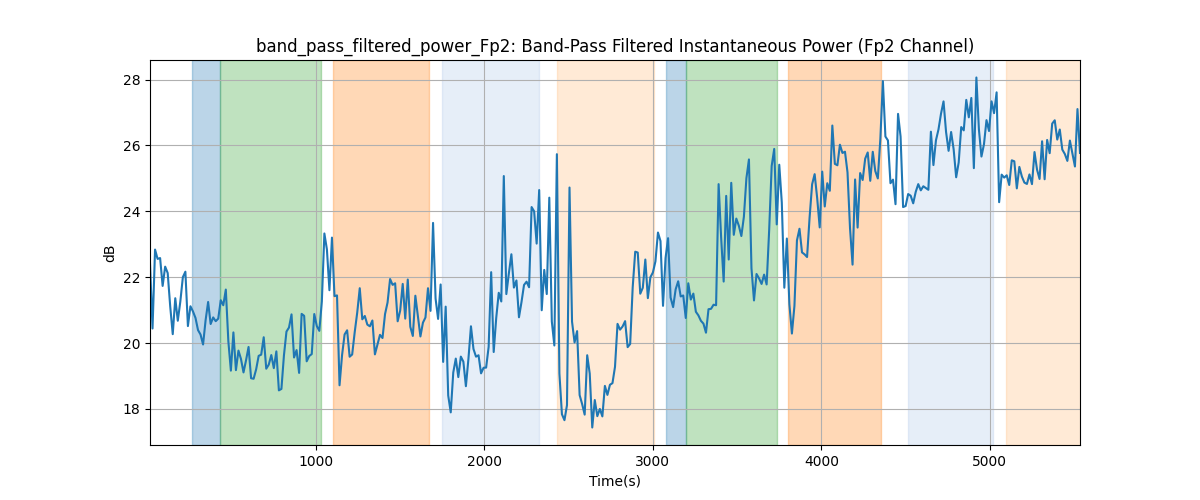 band_pass_filtered_power_Fp2: Band-Pass Filtered Instantaneous Power (Fp2 Channel)
28
26
24
22
20
18
dB
1000 2000 3000 4000 5000
Time(s)